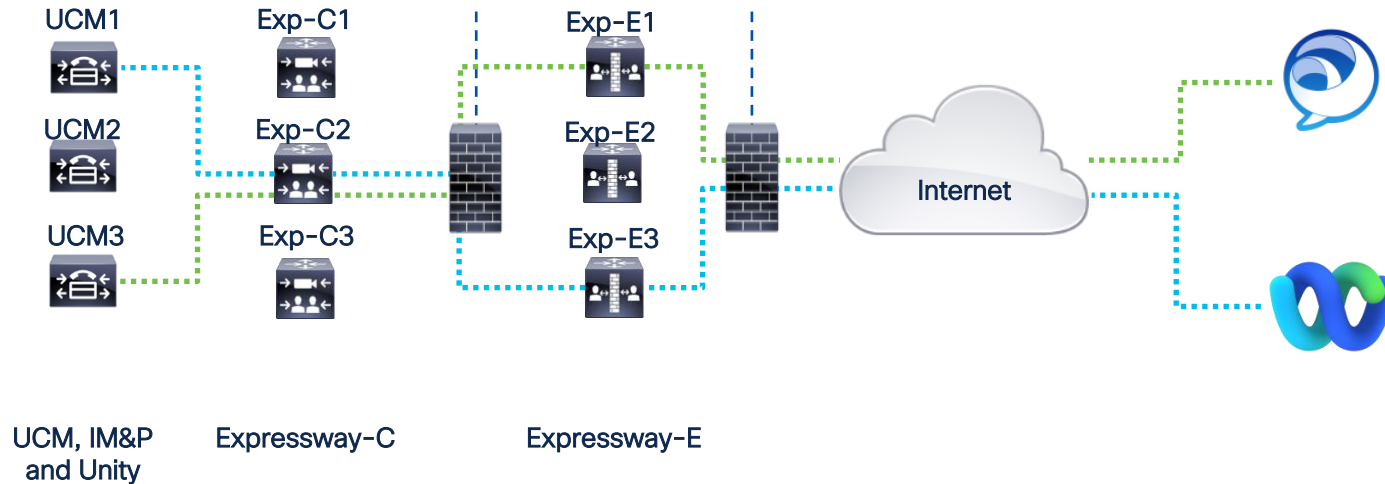 UCM1
Exp-C1
Exp-E1
UCM2
Exp-C2
Exp-E2
Internet
UCM3
Exp-C3
Exp-E3
UCM, IM&P
and Unity
Expressway-C
Expressway-E